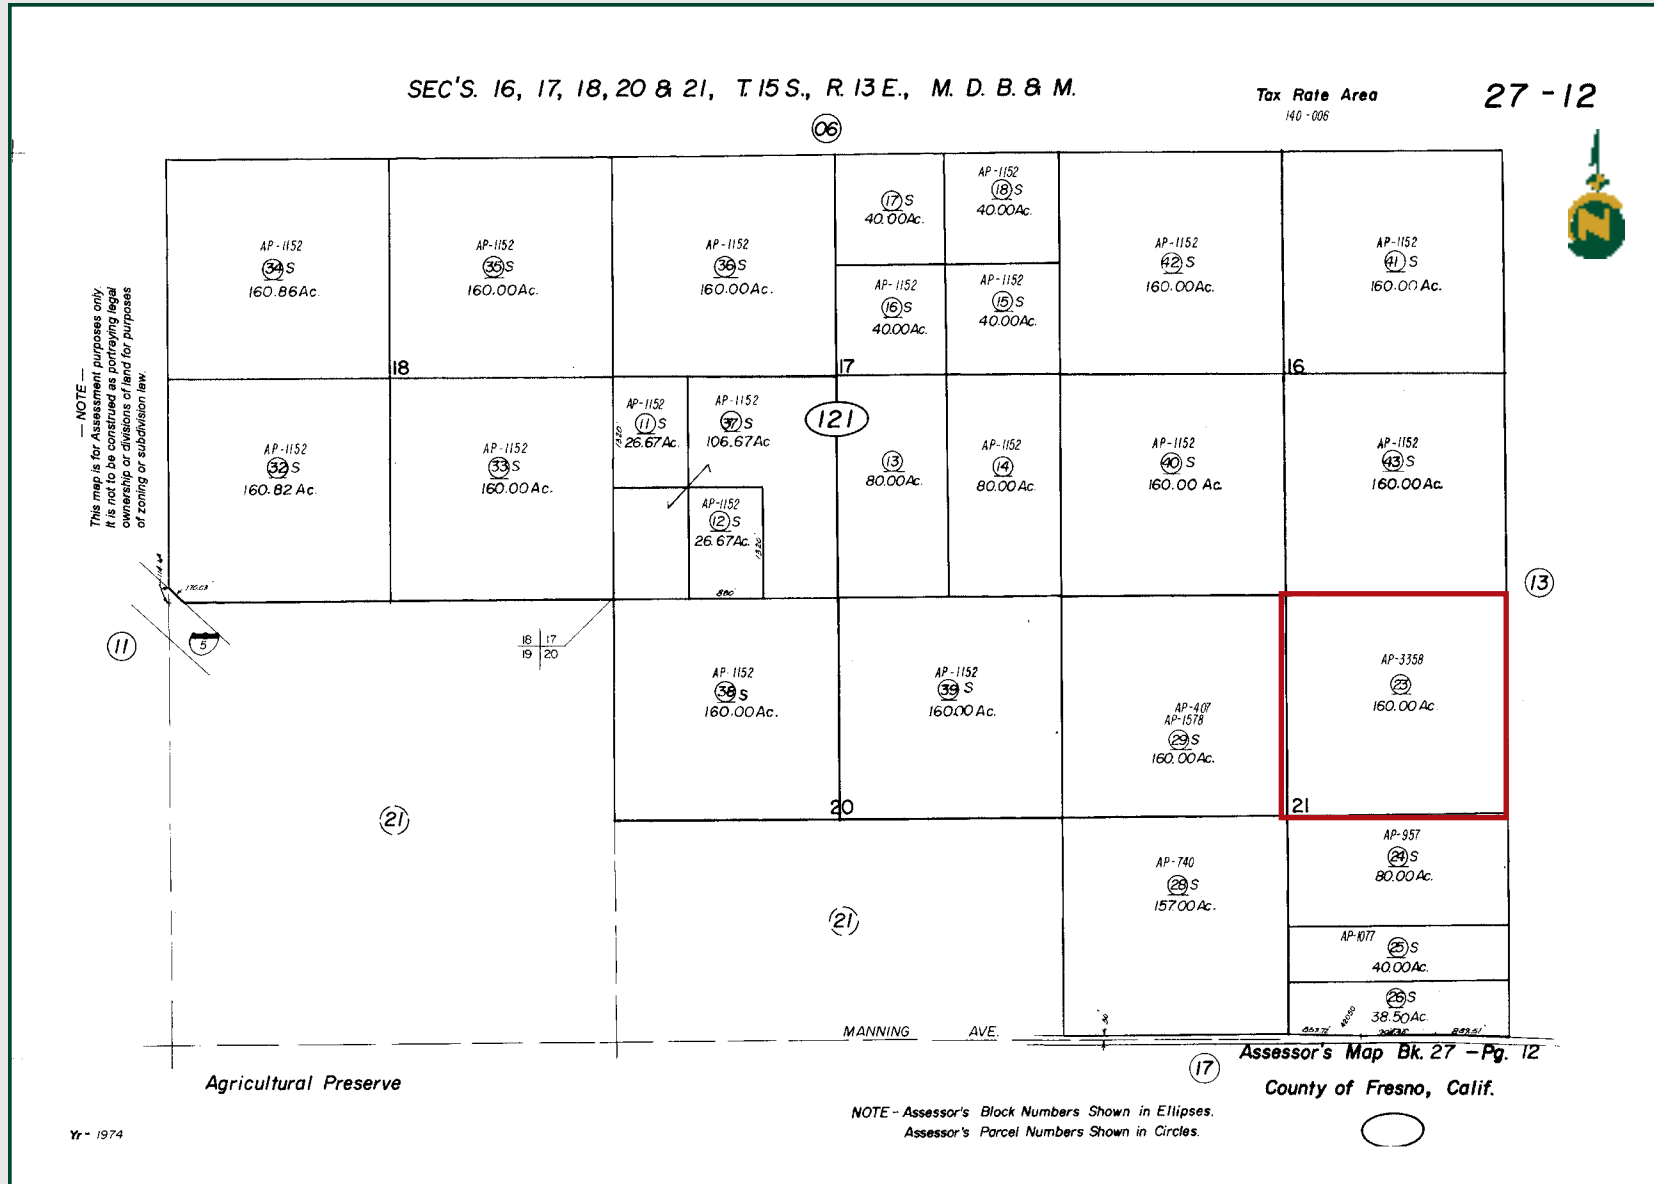 SEC'S. 16, 17, 18, 20 & 21, T. 15 S., R. 13 E., M. D. B. & M.
Tax Rate Area
140-006
27-12
06
N
AP-1152
34 S
160.86 Ac.
AP-1152
35 S
160.00 Ac.
AP-1152
36 S
160.00 Ac.
17 S
40.00 Ac.
AP-1152
18 S
40.00 Ac.
AP-1152
16 S
40.00 Ac.
AP-1152
15 S
40.00 Ac.
AP-1152
42 S
160.00 Ac.
AP-1152
41 S
160.00 Ac.
18
17
16
— NOTE —
This map is for Assessment purposes only.
It is not to be construed as portraying legal
ownership or divisions of land for purposes
of zoning or subdivision law.
AP-1152
32 S
160.82 Ac.
AP-1152
33 S
160.00 Ac.
AP-1152
11 S
26.67 Ac.
1320'
AP-1152
37 S
106.67 Ac
121
AP-1152
12 S
26.67 Ac.
1320'
880'
13
80.00 Ac.
AP-1152
14
80.00 Ac.
AP-1152
40 S
160.00 Ac.
AP-1152
43 S
160.00 Ac.
170.03'
11
5
18 17
19 20
13
AP-1152
38 S
160.00 Ac.
AP-1152
39 S
160.00 Ac.
AP-407
AP-1578
29 S
160.00 Ac.
AP-3358
23
160.00 Ac
20
21
21
21
AP-740
28 S
157.00 Ac.
AP-957
24 S
80.00 Ac.
AP-1077
25 S
40.00 Ac.
26 S
38.50 Ac.
30'
MANNING AVE.
17
Assessor's Map Bk. 27 - Pg. 12
County of Fresno, Calif.
Agricultural Preserve
NOTE - Assessor's Block Numbers Shown in Ellipses.
Assessor's Parcel Numbers Shown in Circles.
Yr - 1974